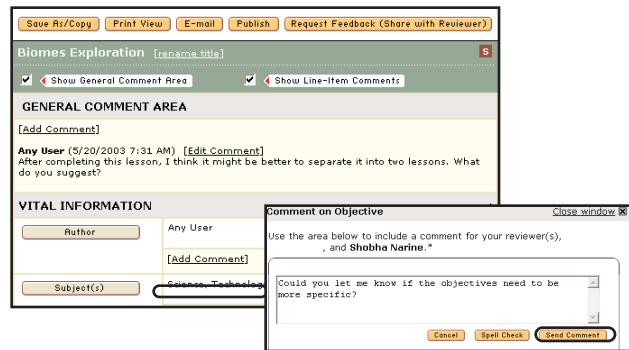 Save As/Copy Print View E-mail Publish Request Feedback (Share with Reviewer)
Biomes Exploration [rename title] S
Show General Comment Area Show Line-Item Comments
GENERAL COMMENT AREA
[Add Comment]
Any User (5/20/2003 7:31 AM) [Edit Comment]
After completing this lesson, I think it might be better to separate it into two lessons. What
do you suggest?
VITAL INFORMATION
Author Any User
[Add Comment]
Subject(s) Science,
Comment on Objective Close window
Use the area below to include a comment for your reviewer(s),
, and Shobha Narine.*
Could you let me know if the objectives need to be
more specific?
Cancel Spell Check Send Comment